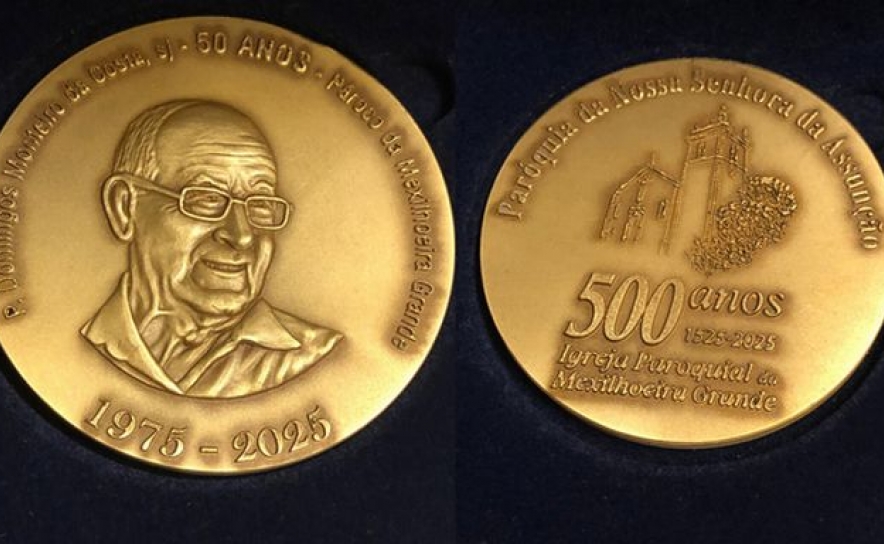 P. Domingos Monteiro da Costa, sj - 50 ANOS - Pároco da Mexilhoeira Grande
1975 - 2025
Paróquia da Nossa Senhora da Assunção
500 anos
1525-2025
Igreja Paroquial da
Mexilhoeira Grande